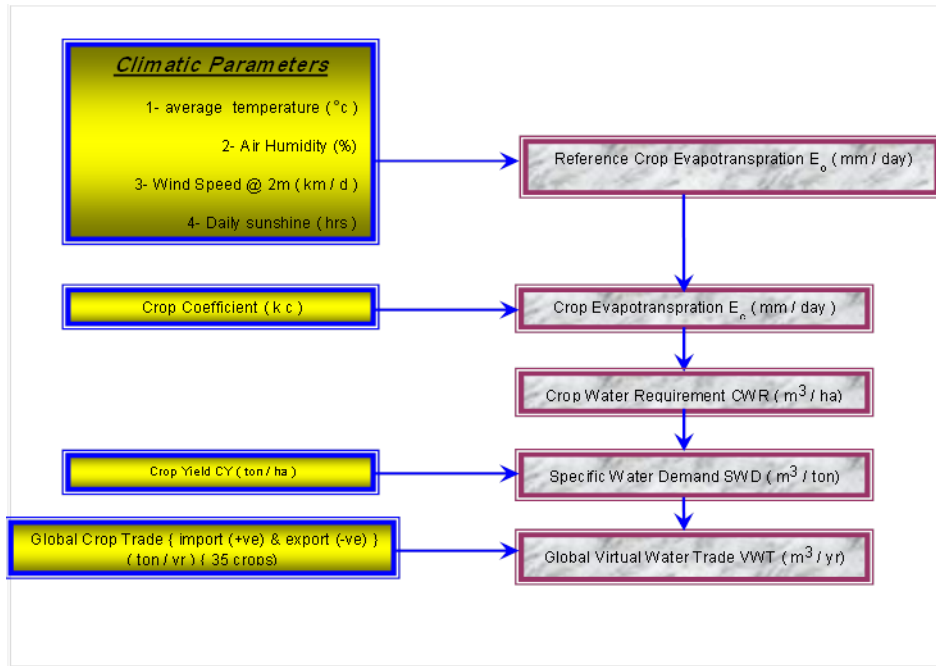 Climatic Parameters
1- average temperature (°c)
2- Air Humidity (%)
3- Wind Speed @ 2m ( km / d )
4- Daily sunshine ( hrs )
Reference Crop Evapotranspration Eo ( mm / day)
Crop Coefficient ( k c )
Crop Evapotranspration Ec ( mm / day )
Crop Water Requirement CWR ( m3 / ha)
Crop Yield CY ( ton / ha )
Specific Water Demand SWD ( m3 / ton)
Global Crop Trade { import (+ve) & export (-ve) }
( ton / yr ) { 35 crops)
Global Virtual Water Trade VWT ( m3 / yr)